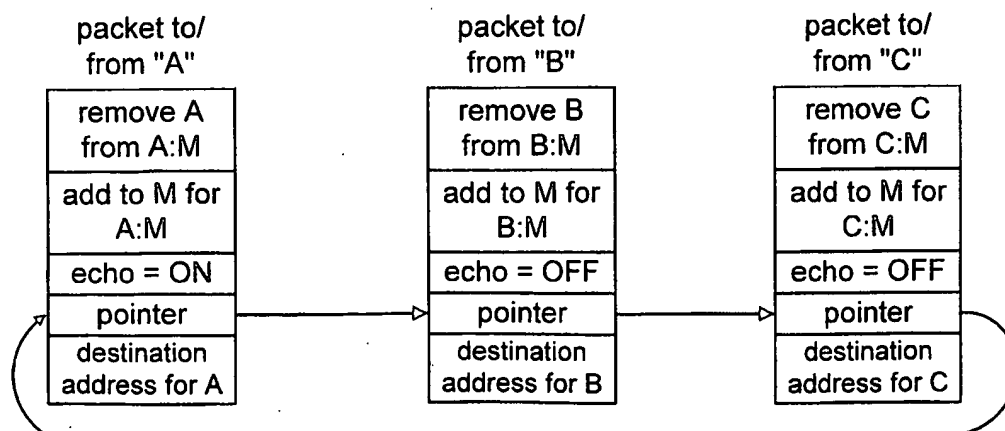 packet to/
from "A"
remove A
from A:M
add to M for
A:M
echo = ON
pointer
destination
address for A
packet to/
from "B"
remove B
from B:M
add to M for
B:M
echo = OFF
pointer
destination
address for B
packet to/
from "C"
remove C
from C:M
add to M for
C:M
echo = OFF
pointer
destination
address for C